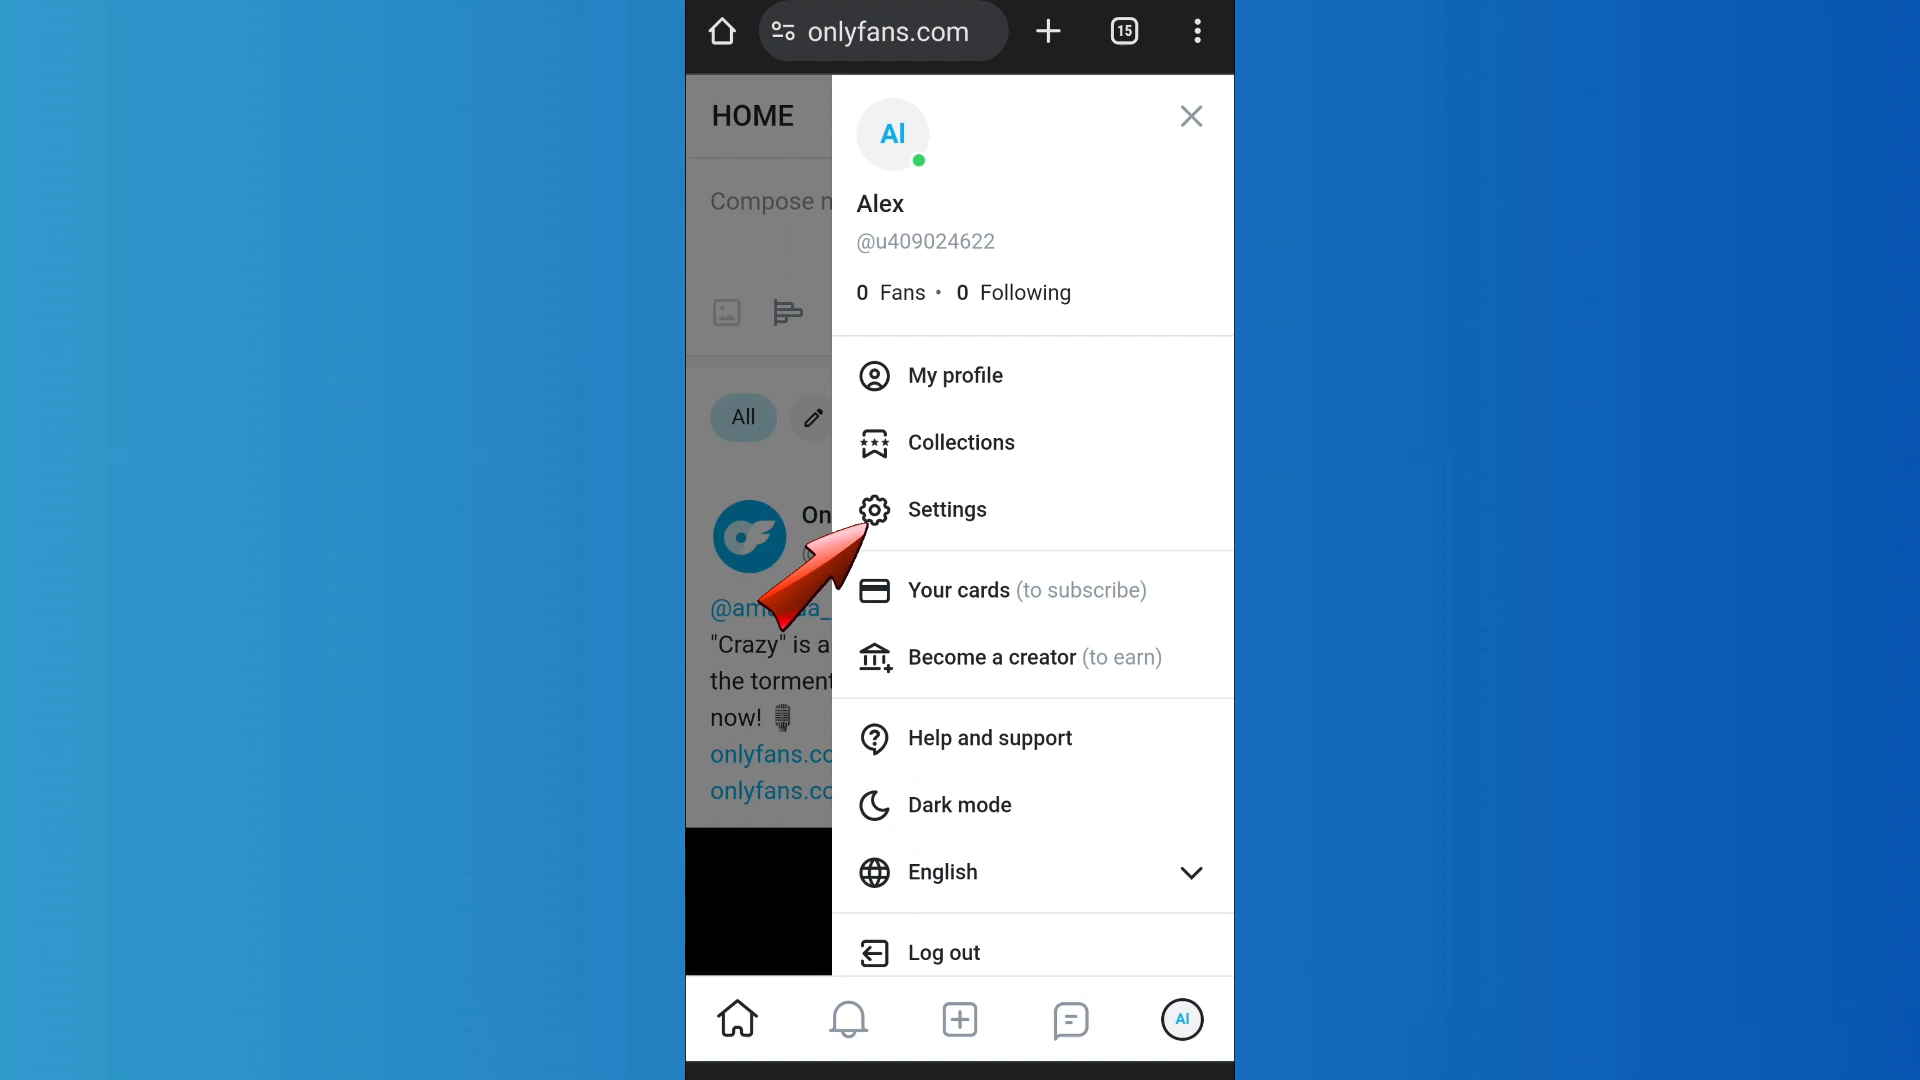 onlyfans.com
15
HOME
Al
Alex
@u409024622
0 Fans • 0 Following
Compose
My profile
Collections
Settings
All
On
Your cards (to subscribe)
Become a creator (to earn)
"Crazy" is a
the torment
now!
onlyfans.co
onlyfans.co
Help and support
Dark mode
English
Log out
Al